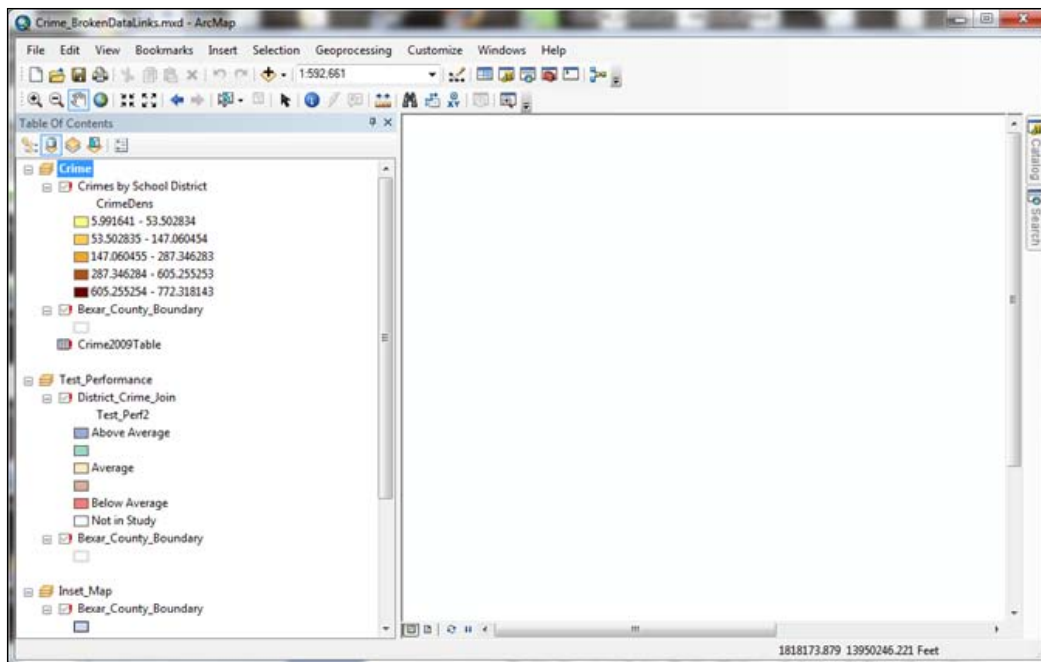 Crime_BrokenDataLinks.mxd - ArcMap
File Edit View Bookmarks Insert Selection Geoprocessing Customize Windows Help
1:592,661
Table Of Contents
Crime
Crimes by School District
CrimeDens
5.991641 - 53.502834
53.502835 - 147.060454
147.060455 - 287.346283
287.346284 - 605.255253
605.255254 - 772.318143
Bexar_County_Boundary
Crime2009Table
Test_Performance
District_Crime_Join
Test_Perf2
Above Average
Average
Below Average
Not in Study
Bexar_County_Boundary
Inset_Map
Bexar_County_Boundary
Catalog
Search
1818173.879 13950246.221 Feet